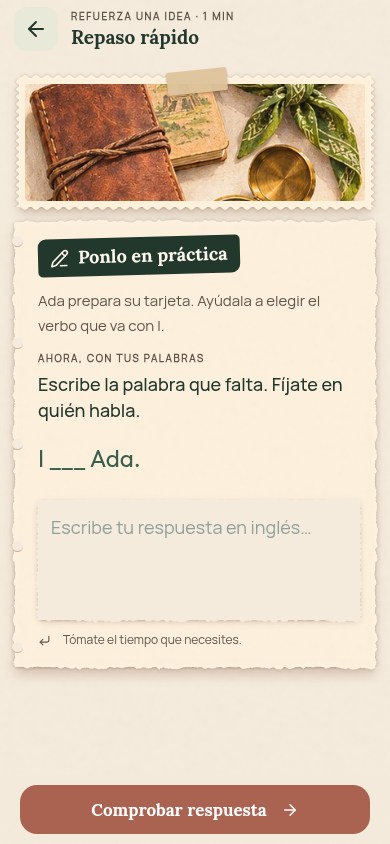 REFUERZA UNA IDEA · 1 MIN
Repaso rápido
Ponlo en práctica
Ada prepara su tarjeta. Ayúdala a elegir el
verbo que va con I.
AHORA, CON TUS PALABRAS
Escribe la palabra que falta. Fíjate en
quién habla.
I ___ Ada.
Escribe tu respuesta en inglés…
Tómate el tiempo que necesites.
Comprobar respuesta